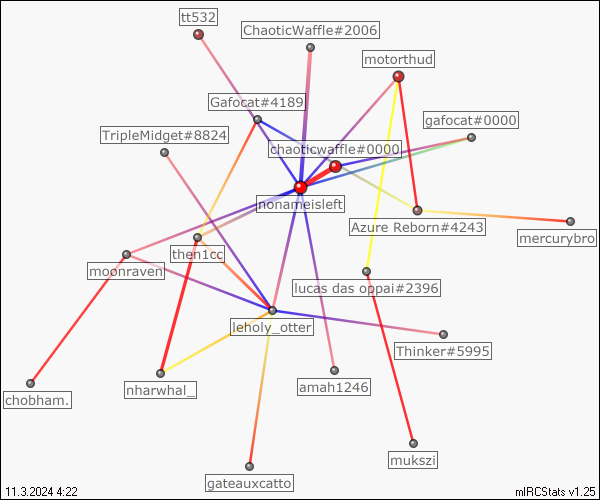 tt532
ChaoticWaffle#2006
motorthud
Gafocat#4189
gafocat#0000
TripleMidget#8824
chaoticwaffle#0000
nonameisleft
Azure Reborn#4243
mercurybro
then1cc
moonraven
lucas das oppai#2396
leholy_otter
Thinker#5995
nharwhal_
amah1246
chobham.
mukszi
gateauxcatto
11.3.2024 4:22
mIRCStats v1.25